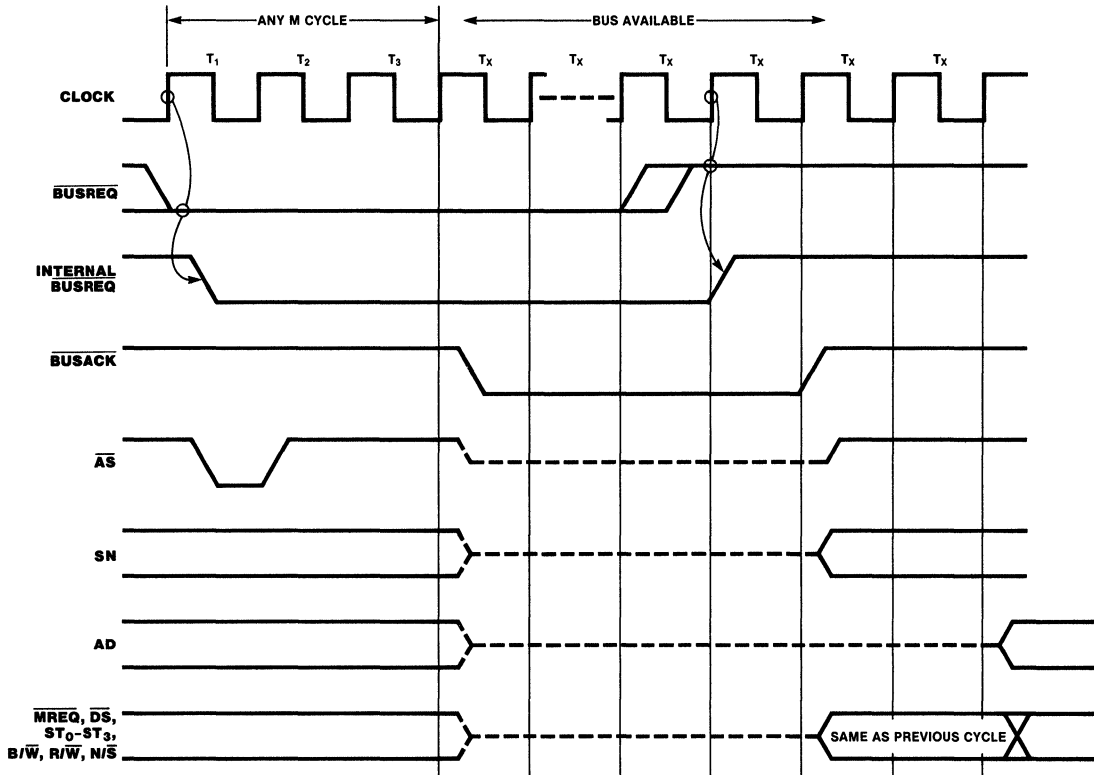 ANY M CYCLE
BUS AVAILABLE
T1 T2 T3 TX TX TX TX TX TX
CLOCK
BUSREQ
INTERNAL
BUSREQ
BUSACK
AS
SN
AD
MREQ, DS,
ST0-ST3,
B/W, R/W, N/S
SAME AS PREVIOUS CYCLE